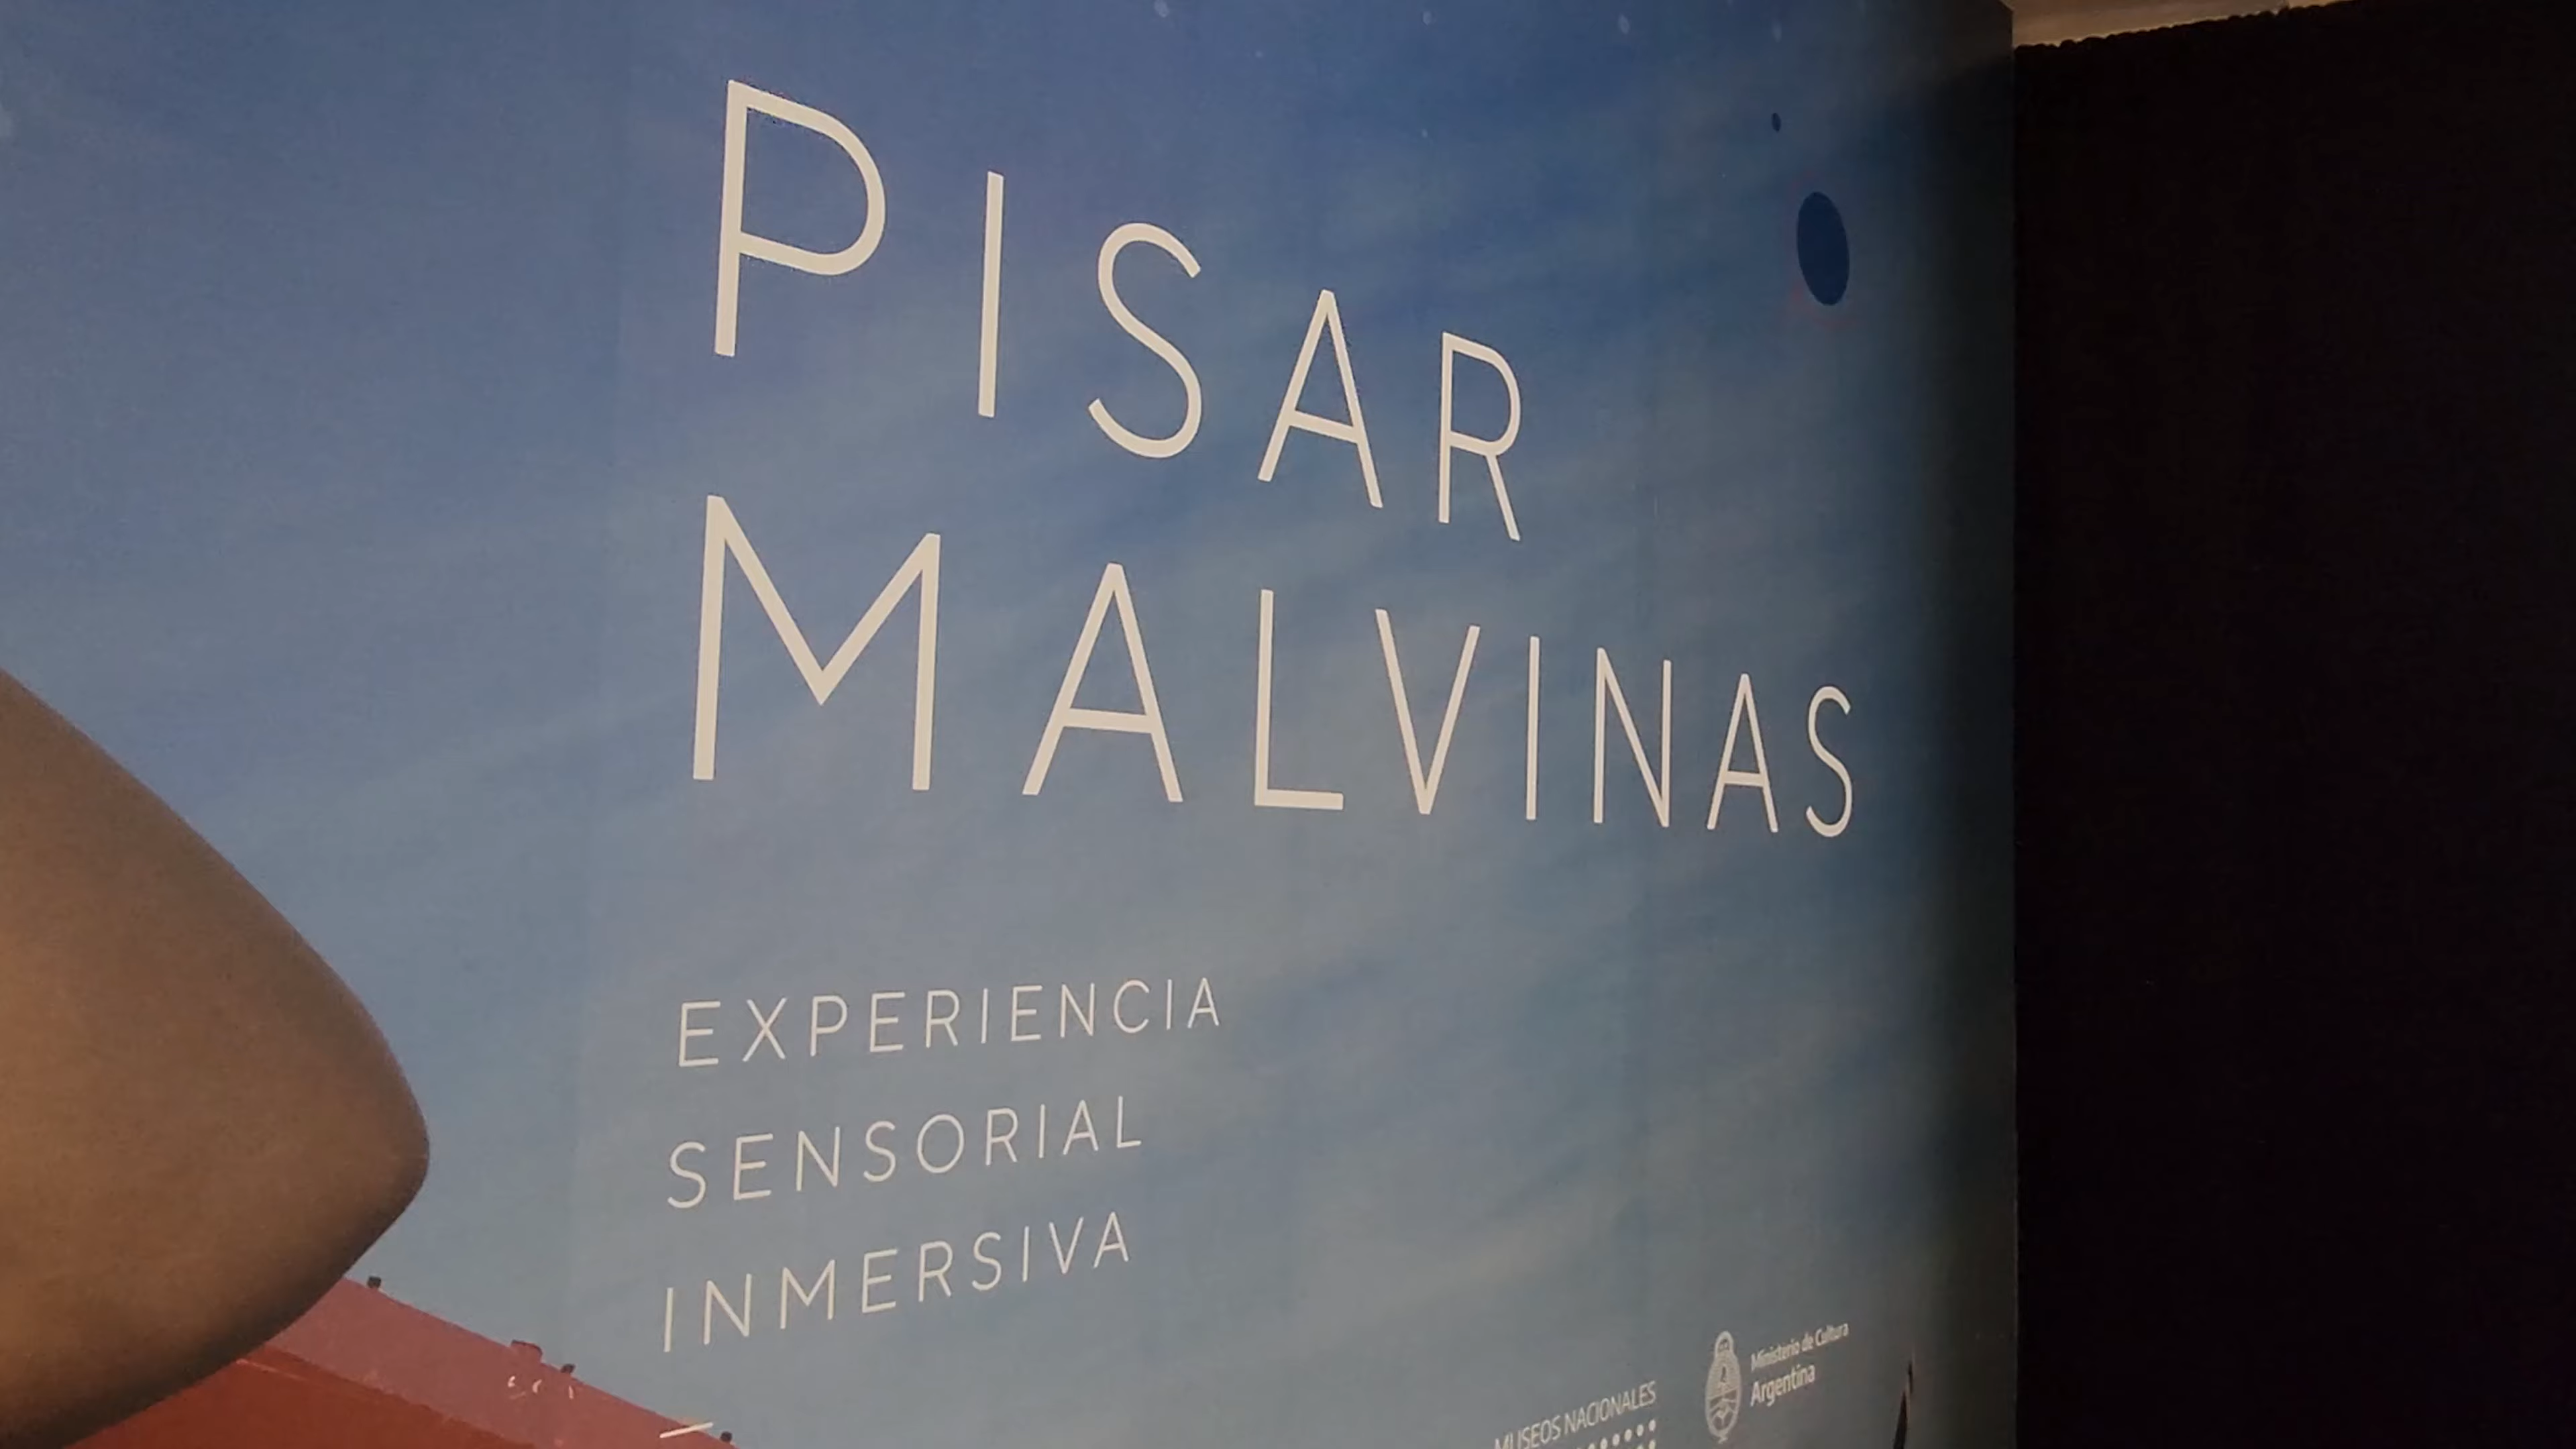 PISAR
MALVINAS
EXPERIENCIA
SENSORIAL
INMERSIVA
MUSEOS NACIONALES
Ministerio de Cultura
Argentina